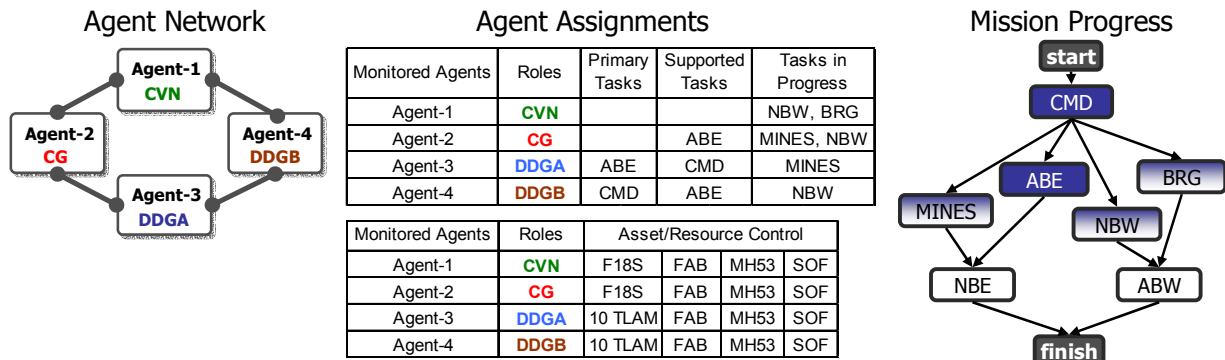 Agent Network
Agent-1
CVN
Agent-2
CG
Agent-4
DDGB
Agent-3
DDGA
Agent Assignments
Monitored Agents Roles Primary Tasks Supported Tasks Tasks in Progress
Agent-1 CVN NBW, BRG
Agent-2 CG ABE MINES, NBW
Agent-3 DDGA ABE CMD MINES
Agent-4 DDGB CMD ABE NBW
Monitored Agents Roles Asset/Resource Control
Agent-1 CVN F18S FAB MH53 SOF
Agent-2 CG F18S FAB MH53 SOF
Agent-3 DDGA 10 TLAM FAB MH53 SOF
Agent-4 DDGB 10 TLAM FAB MH53 SOF
Mission Progress
start
CMD
ABE
BRG
MINES
NBW
NBE
ABW
finish